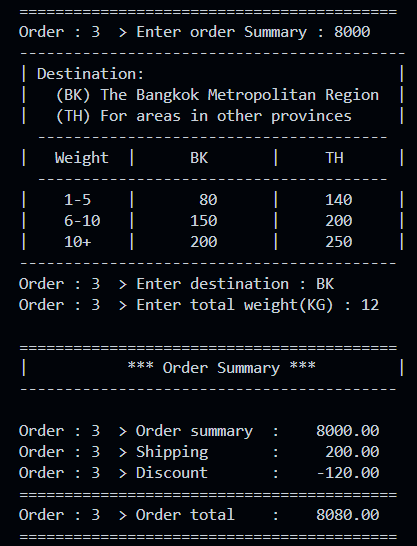 ==========================================
Order : 3  > Enter order Summary : 8000
------------------------------------------
| Destination:                            |
|   (BK) The Bangkok Metropolitan Region  |
|   (TH) For areas in other provinces     |
  ---------------------------------------
|   Weight  |      BK       |     TH      |
  ---------------------------------------
|    1-5    |       80      |     140     |
|    6-10   |      150      |     200     |
|    10+    |      200      |     250     |
------------------------------------------
Order : 3  > Enter destination : BK
Order : 3  > Enter total weight(KG) : 12
==========================================
|           *** Order Summary ***         |
------------------------------------------
Order : 3  > Order summary  :    8000.00
Order : 3  > Shipping       :     200.00
Order : 3  > Discount       :    -120.00
==========================================
Order : 3  > Order total    :    8080.00
==========================================